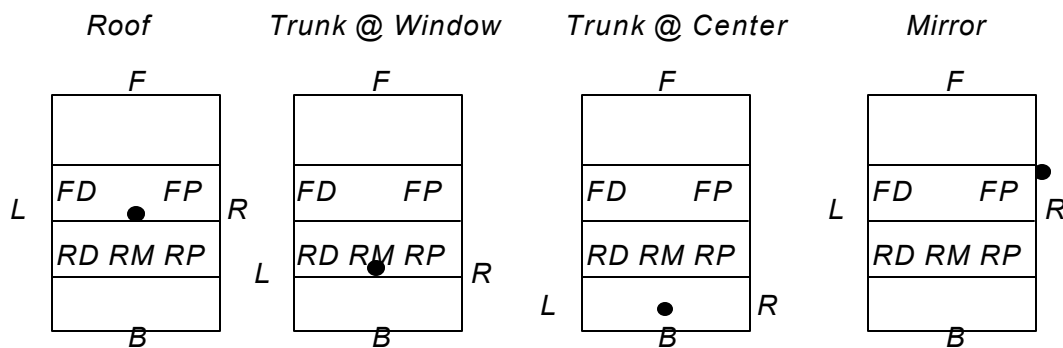 Roof Trunk @ Window Trunk @ Center Mirror
F F F F
FD FP FD FP FD FP FD FP
L R L R
RD RM RP RD RM RP RD RM RP RD RM RP
L R L R
B B B B